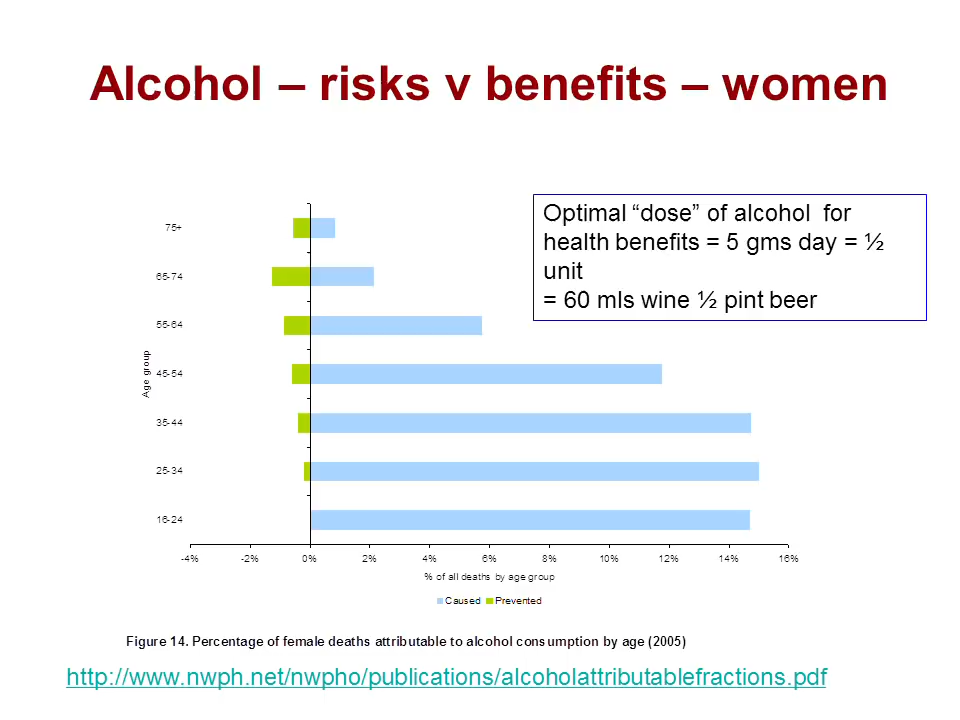 Alcohol – risks v benefits – women
Optimal “dose” of alcohol  for
health benefits = 5 gms day = ½
unit
= 60 mls wine ½ pint beer
75+
65-74
55-64
45-54
35-44
25-34
16-24
Age group
-4% -2% 0% 2% 4% 6% 8% 10% 12% 14% 16%
% of all deaths by age group
Caused Prevented
Figure 14. Percentage of female deaths attributable to alcohol consumption by age (2005)
http://www.nwph.net/nwpho/publications/alcoholattributablefractions.pdf